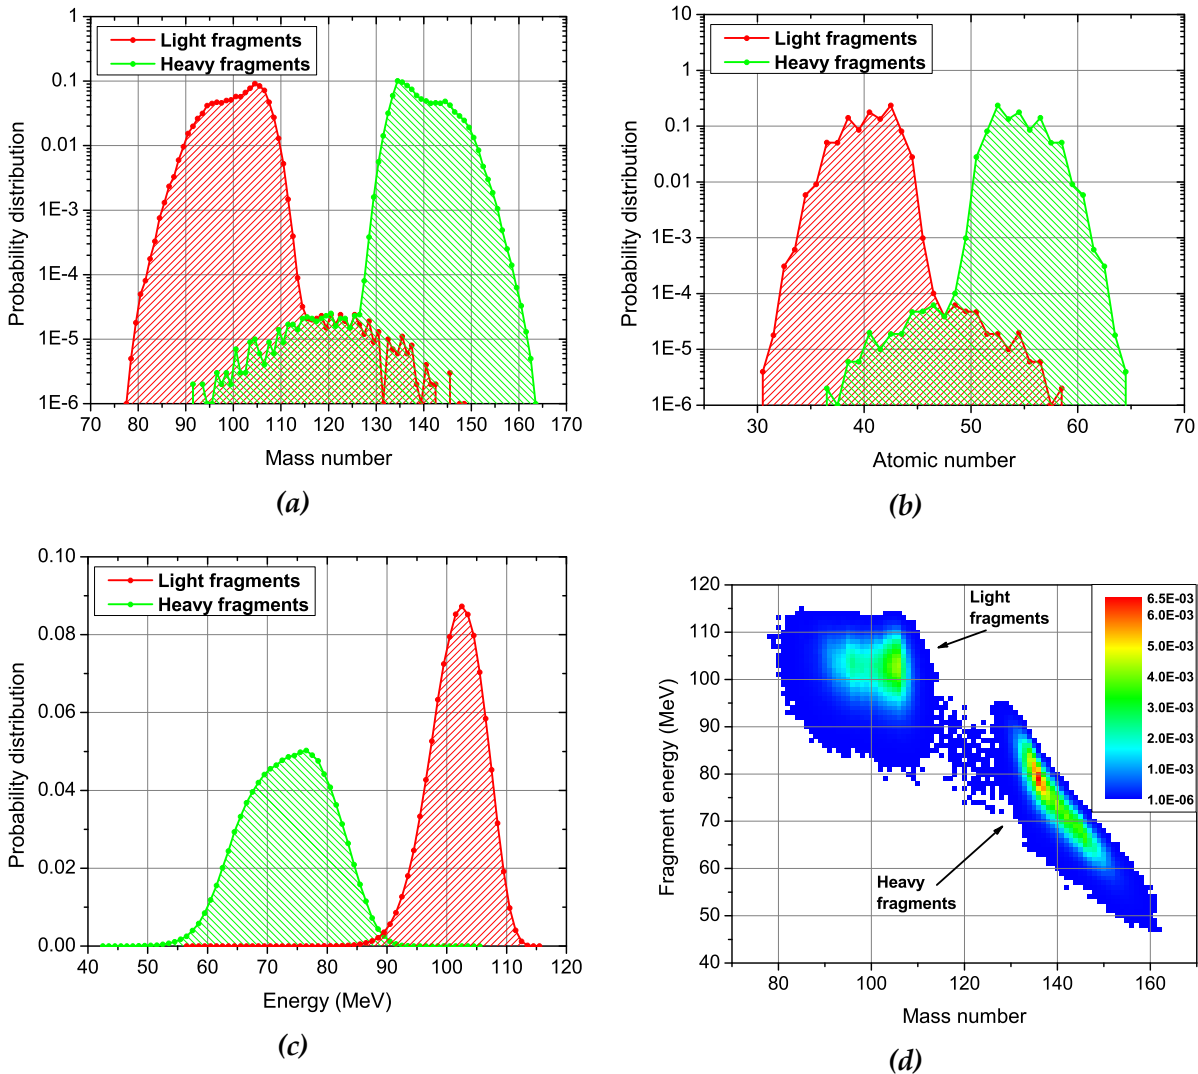 Light fragments
Heavy fragments
Probability distribution
1
0.1
0.01
1E-3
1E-4
1E-5
1E-6
70 80 90 100 110 120 130 140 150 160 170
Mass number
(a)
Light fragments
Heavy fragments
Probability distribution
10
1
0.1
0.01
1E-3
1E-4
1E-5
1E-6
30 40 50 60 70
Atomic number
(b)
Light fragments
Heavy fragments
Probability distribution
0.10
0.08
0.06
0.04
0.02
0.00
40 50 60 70 80 90 100 110 120
Energy (MeV)
(c)
Fragment energy (MeV)
120
110
100
90
80
70
60
50
40
Light
fragments
Heavy
fragments
6.5E-03
6.0E-03
5.0E-03
4.0E-03
3.0E-03
2.0E-03
1.0E-03
1.0E-06
80 100 120 140 160
Mass number
(d)